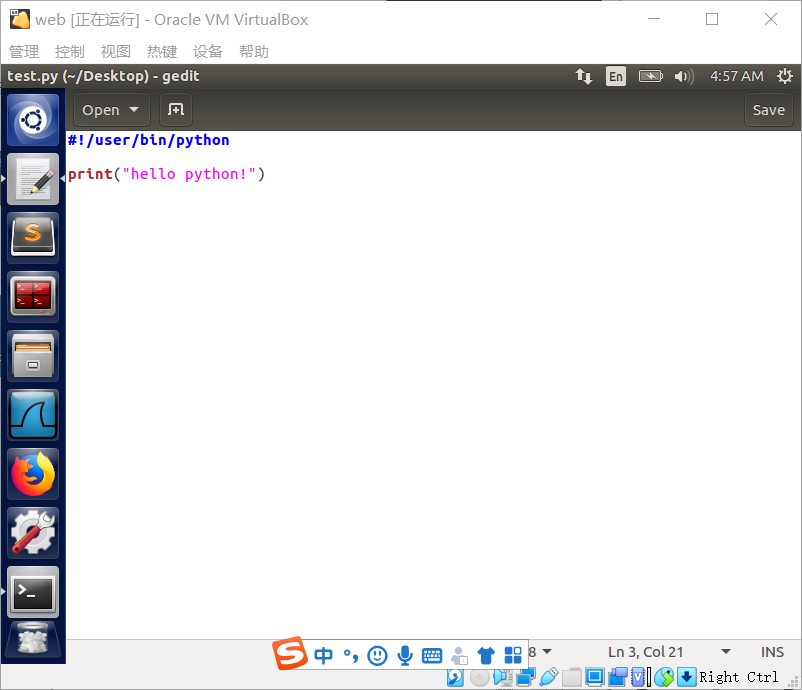 web [正在运行] - Oracle VM VirtualBox
管理 控制 视图 热键 设备 帮助
test.py (~/Desktop) - gedit En 4:57 AM
Open Save
#!/user/bin/python
print("hello python!")
中 8 Ln 3, Col 21 INS
Right Ctrl